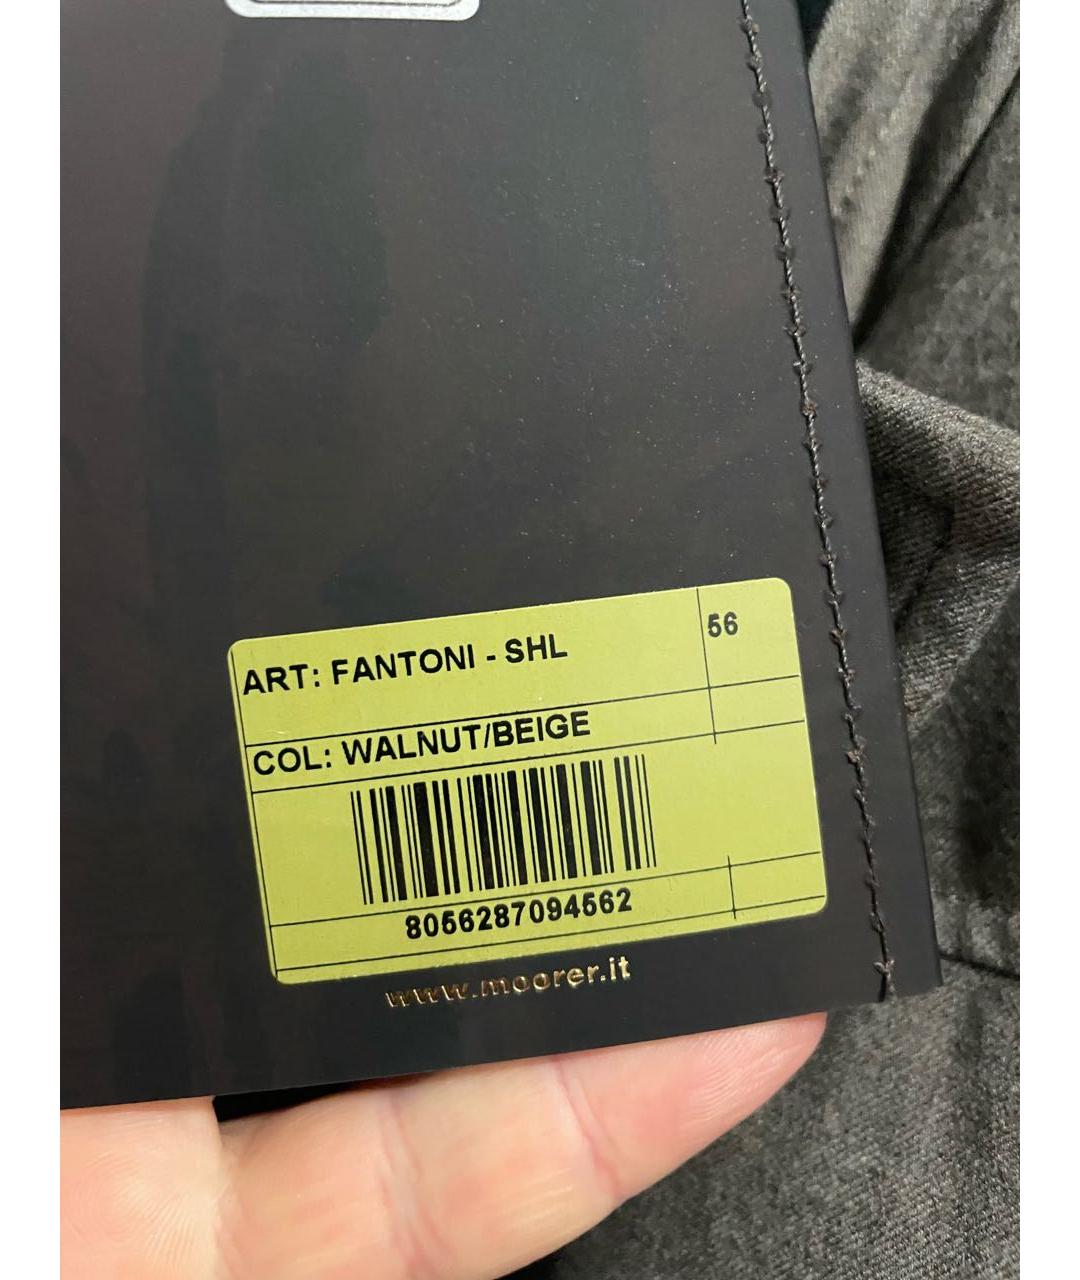 ART: FANTONI - SHL
56
COL: WALNUT/BEIGE
8056287094562
www.moorer.it